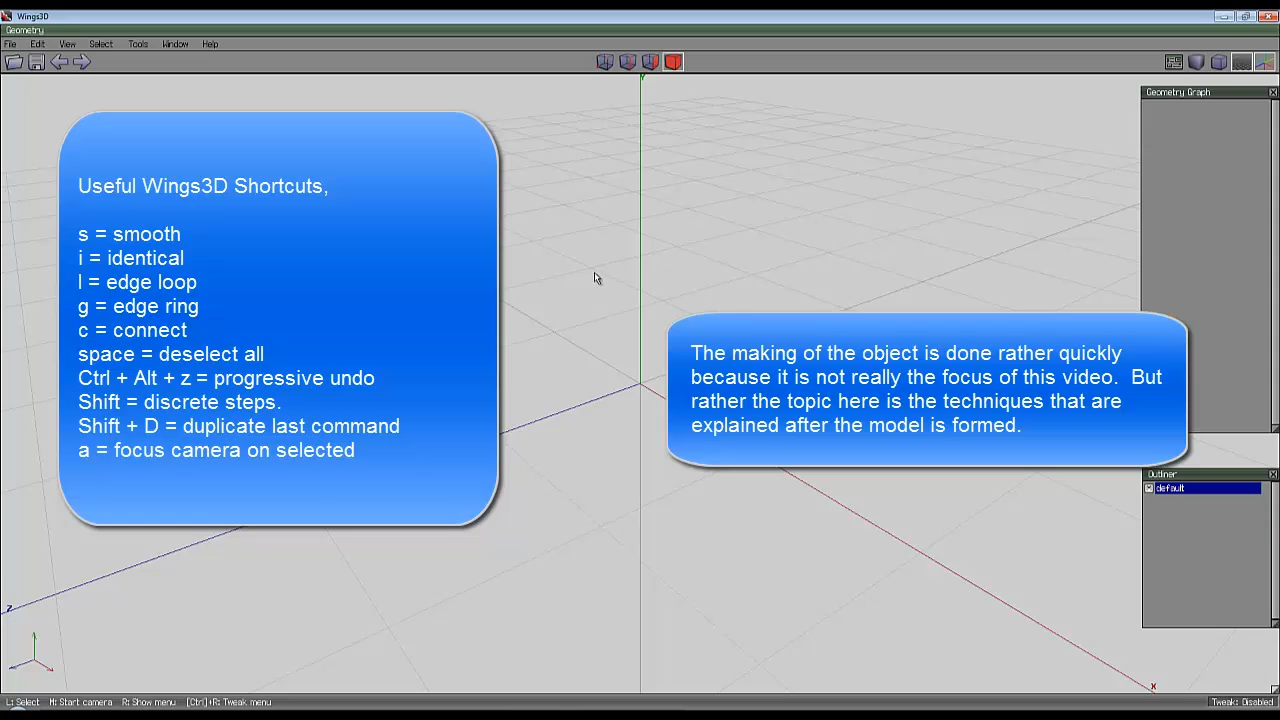 Wings3D
Geometry
File Edit View Select Tools Window Help
Geometry Graph
Y
Useful Wings3D Shortcuts,
s = smooth
i = identical
l = edge loop
g = edge ring
c = connect
space = deselect all
Ctrl + Alt + z = progressive undo
Shift = discrete steps.
Shift + D = duplicate last command
a = focus camera on selected
The making of the object is done rather quickly
because it is not really the focus of this video.  But
rather the topic here is the techniques that are
explained after the model is formed.
Outliner
default
Z
X
L: Select M: Start camera R: Show menu [Ctrl]+R: Tweak menu
Tweak: Disabled